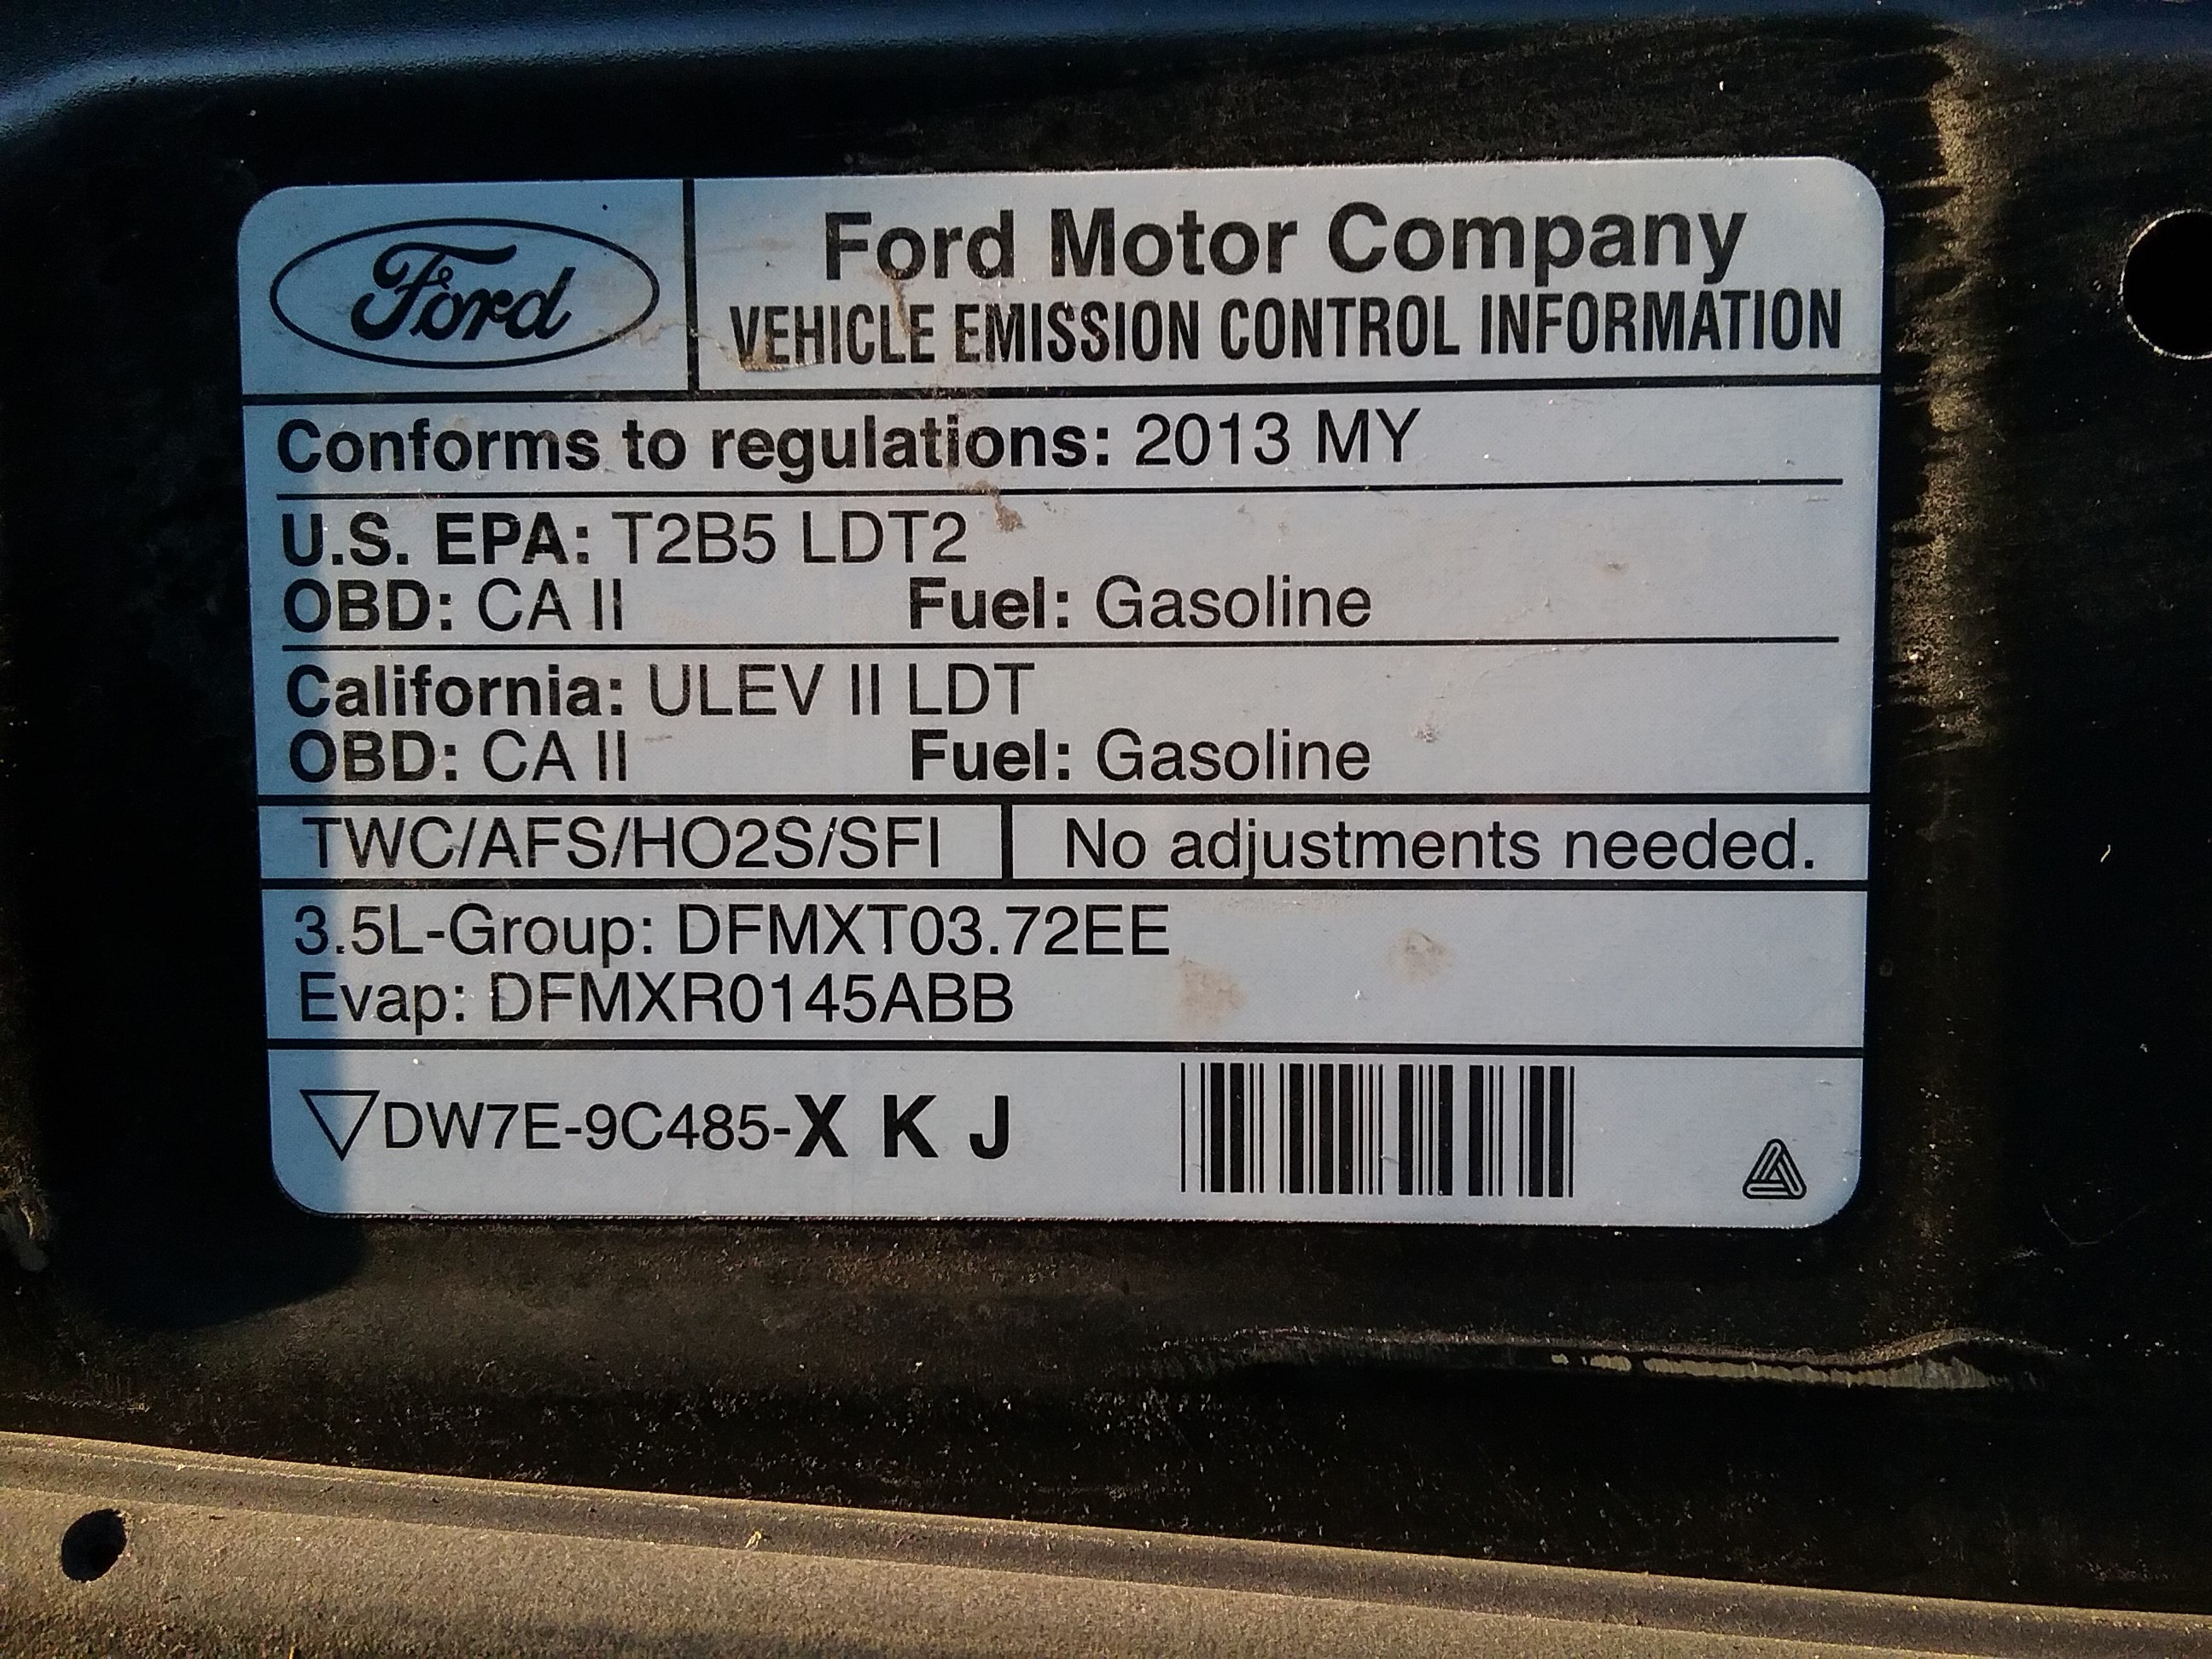 Ford
Ford Motor Company
VEHICLE EMISSION CONTROL INFORMATION
Conforms to regulations: 2013 MY
U.S. EPA: T2B5 LDT2
OBD: CA II Fuel: Gasoline
California: ULEV II LDT
OBD: CA II Fuel: Gasoline
TWC/AFS/HO2S/SFI No adjustments needed.
3.5L-Group: DFMXT03.72EE
Evap: DFMXR0145ABB
DW7E-9C485-X K J